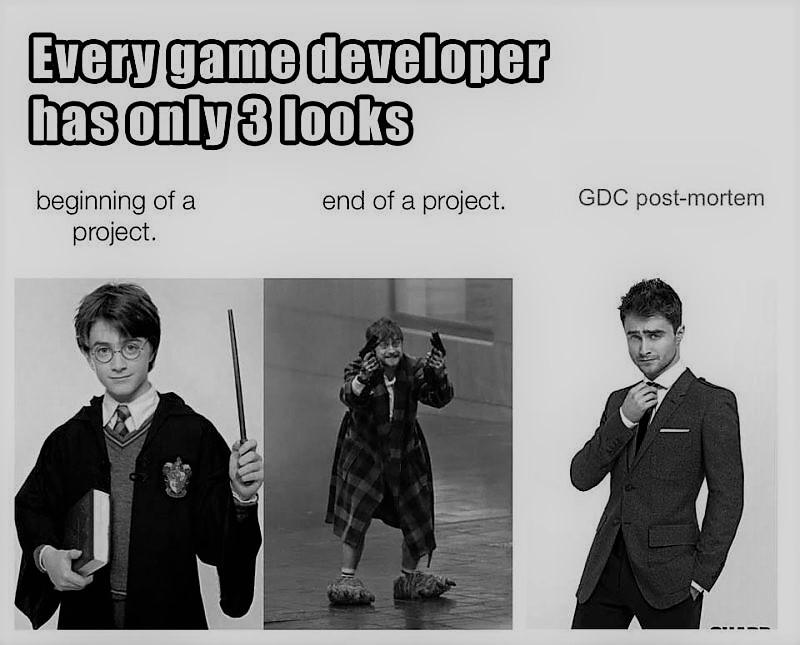 Every game developer
has only 3 looks
beginning of a
project.
end of a project.
GDC post-mortem